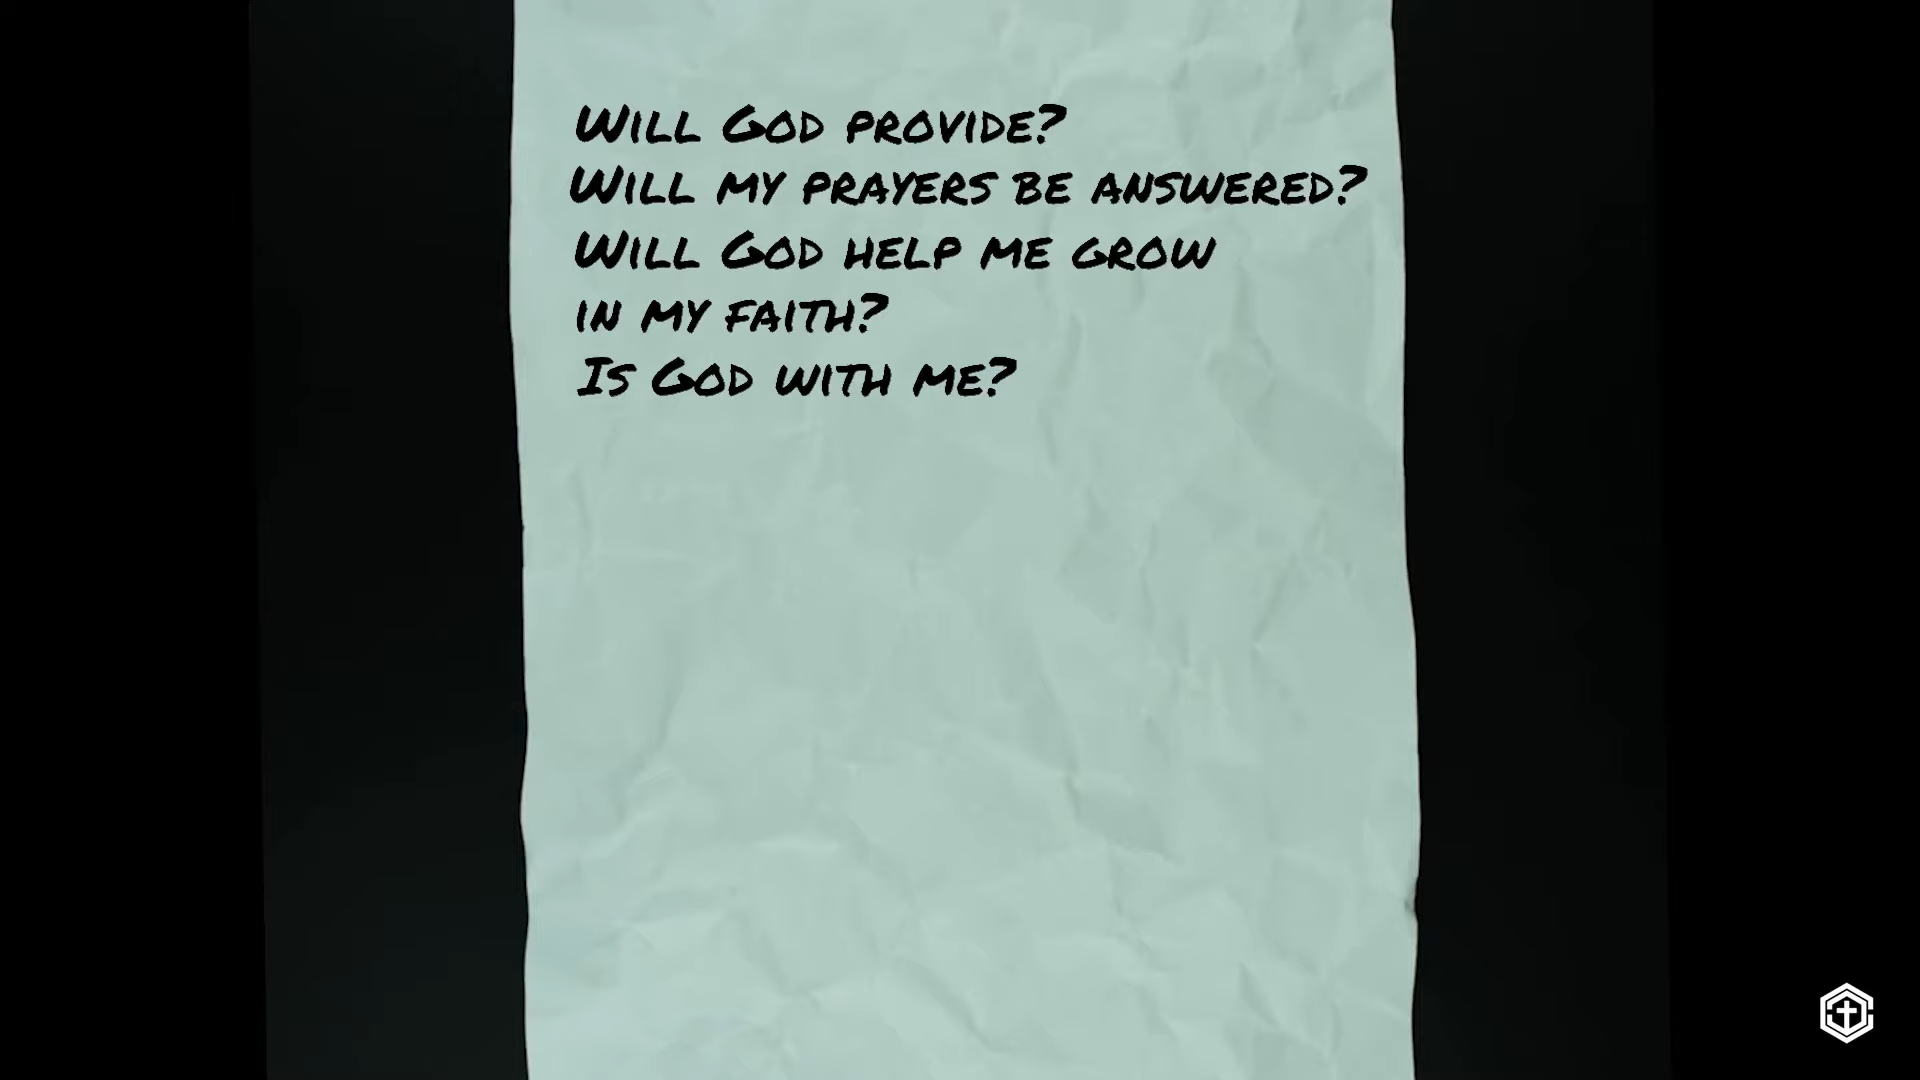 Will God provide?
Will my prayers be answered?
Will God help me grow
in my faith?
Is God with me?